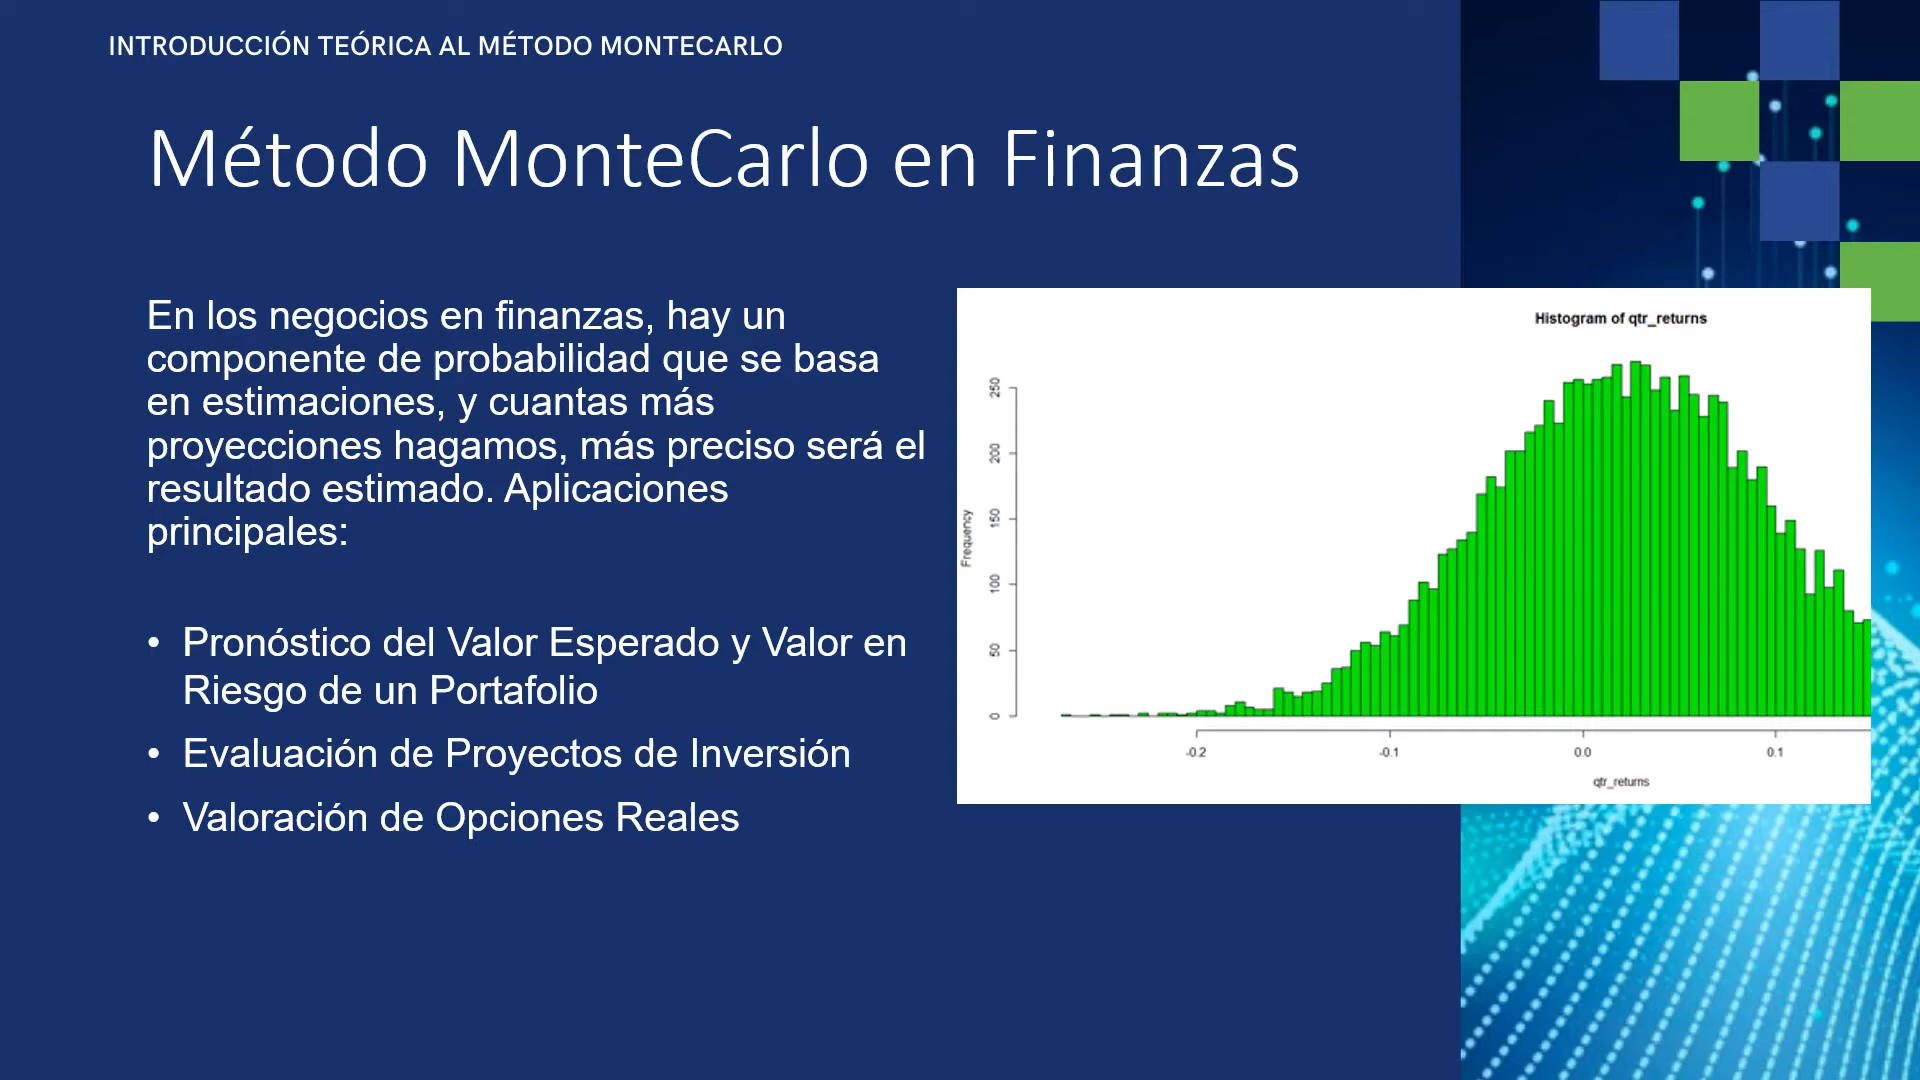 INTRODUCCIÓN TEÓRICA AL MÉTODO MONTECARLO
Método MonteCarlo en Finanzas
En los negocios en finanzas, hay un
componente de probabilidad que se basa
en estimaciones, y cuantas más
proyecciones hagamos, más preciso será el
resultado estimado. Aplicaciones
principales:
• Pronóstico del Valor Esperado y Valor en
Riesgo de un Portafolio
• Evaluación de Proyectos de Inversión
• Valoración de Opciones Reales
Histogram of qtr_returns
Frequency
250
200
150
100
50
0
-0.2
-0.1
0.0
0.1
qtr_returns